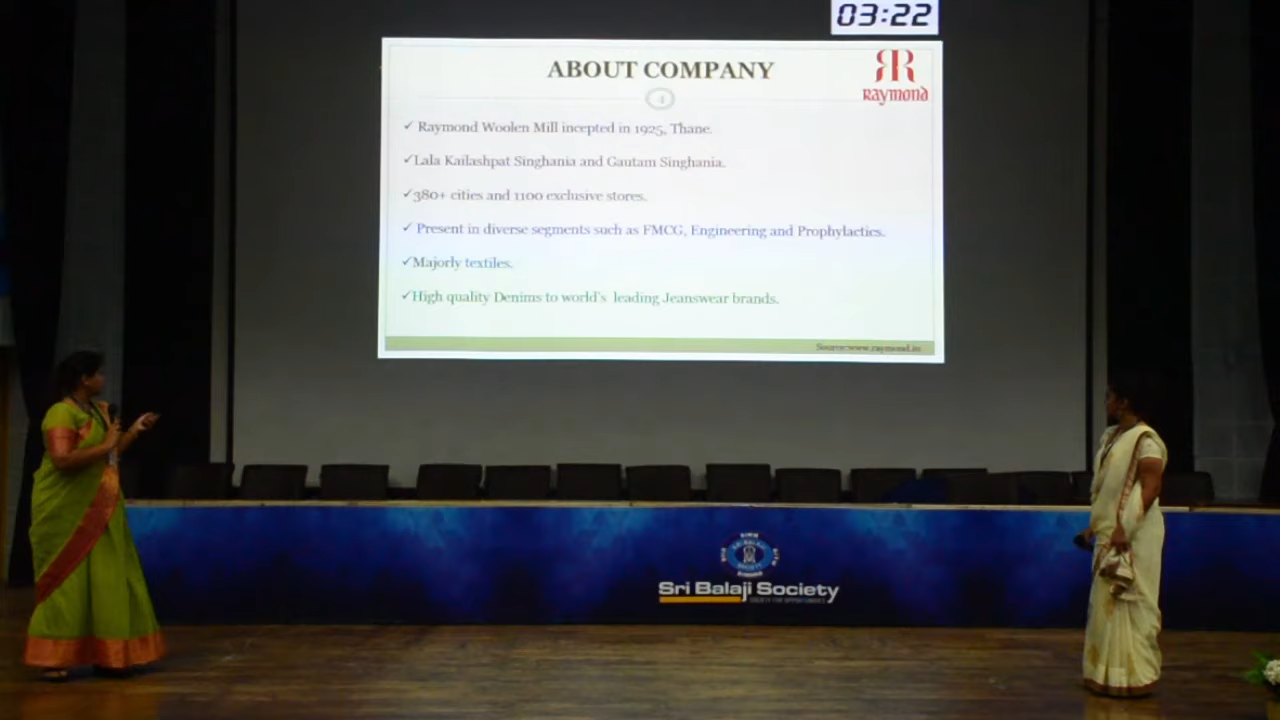 03:22
ABOUT COMPANY
Raymond
4
✓ Raymond Woolen Mill incepted in 1925, Thane.
✓Lala Kailashpat Singhania and Gautam Singhania.
✓380+ cities and 1100 exclusive stores.
✓ Present in diverse segments such as FMCG, Engineering and Prophylactics.
✓Majorly textiles.
✓High quality Denims to world's leading Jeanswear brands.
Source:www.raymond.in
Sri Balaji Society